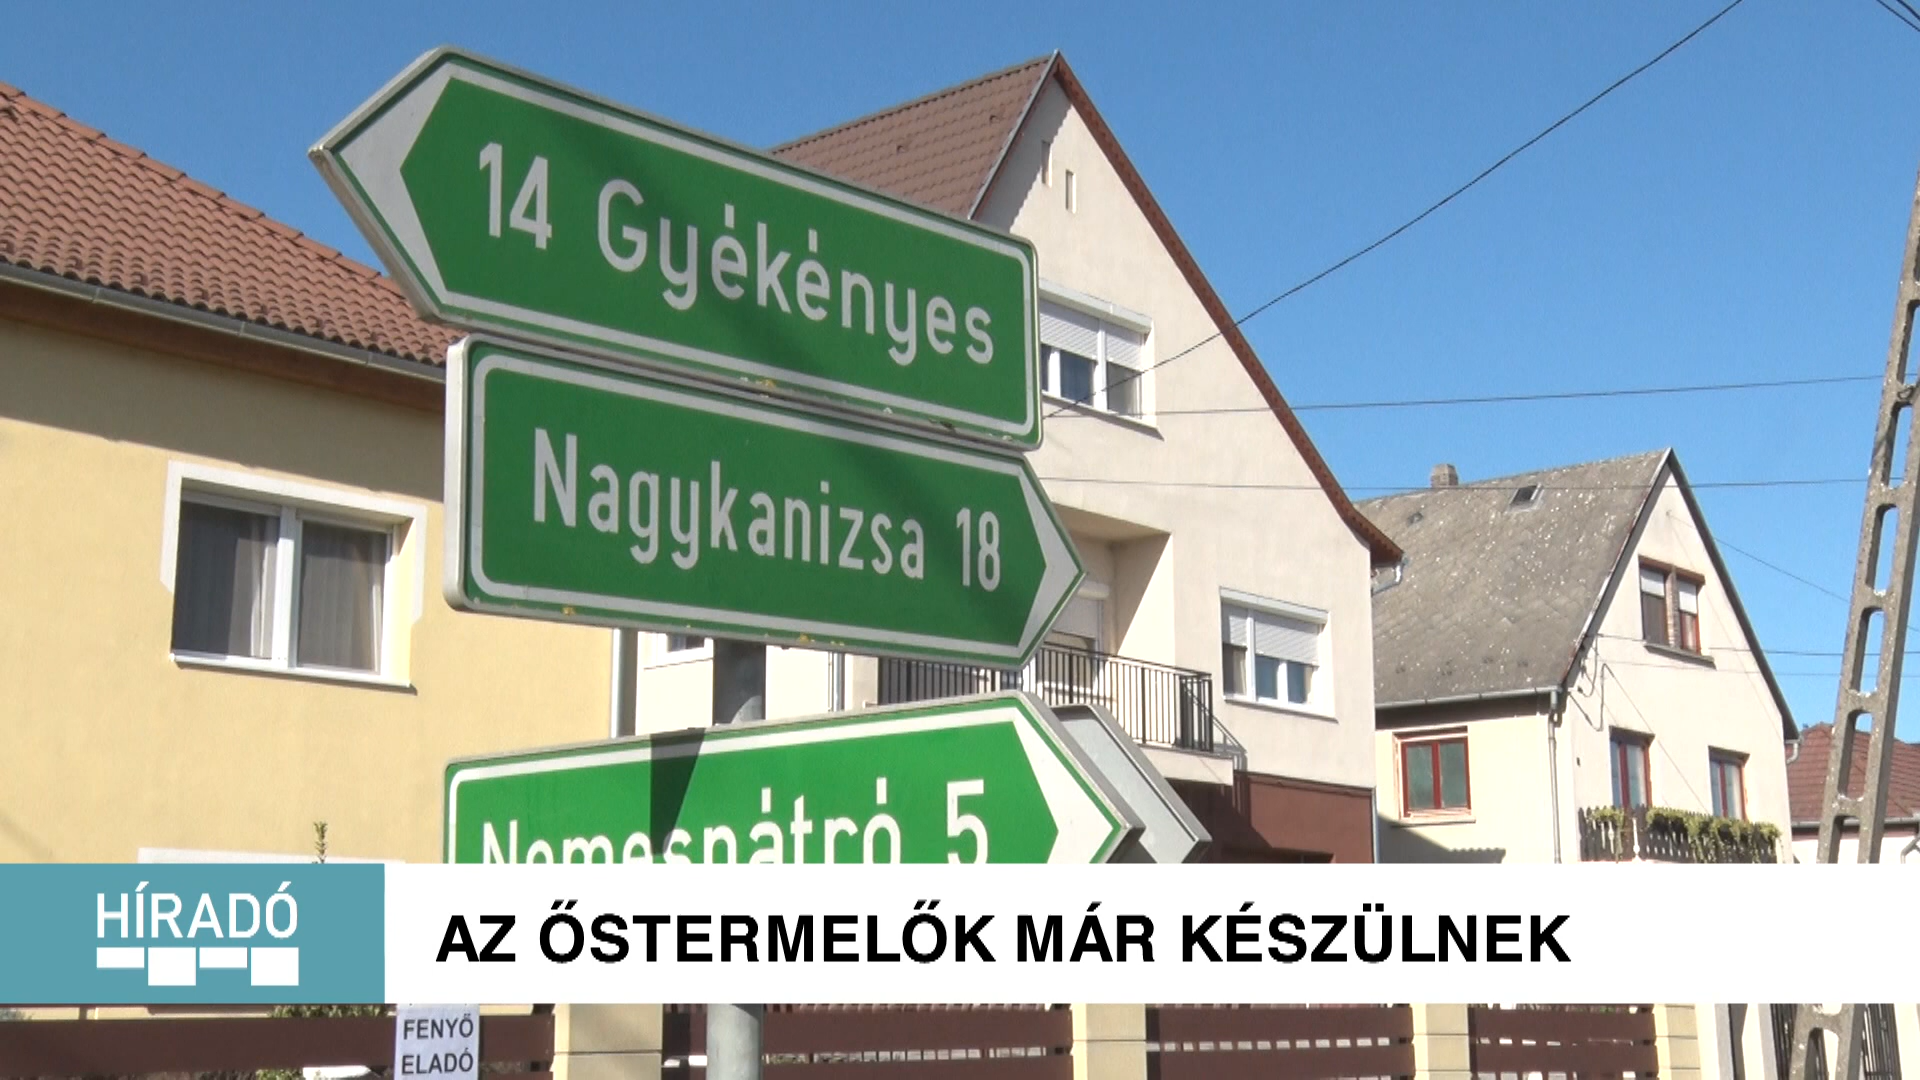 14 Gyékényes
Nagykanizsa 18
Nemespátró 5
HÍRADÓ
AZ ŐSTERMELŐK MÁR KÉSZÜLNEK
FENYŐ
ELADÓ